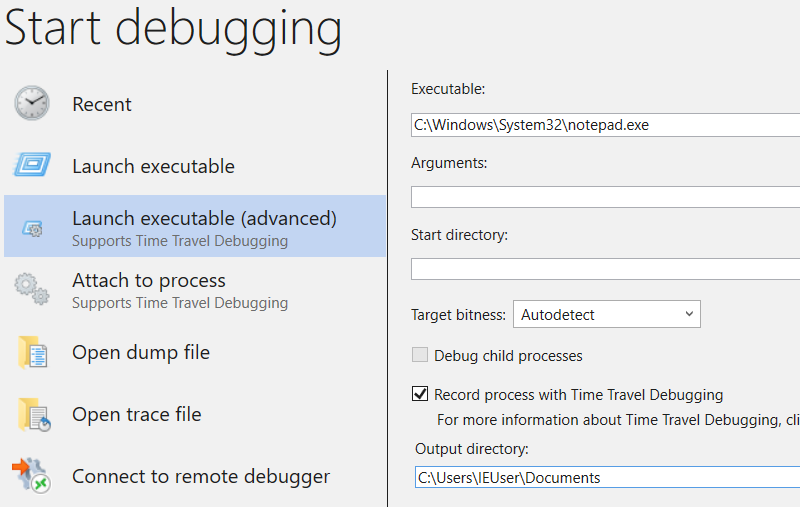 Start debugging
Recent
Launch executable
Launch executable (advanced)
Supports Time Travel Debugging
Attach to process
Supports Time Travel Debugging
Open dump file
Open trace file
Connect to remote debugger
Executable:
C:\Windows\System32\notepad.exe
Arguments:
Start directory:
Target bitness: Autodetect
Debug child processes
Record process with Time Travel Debugging
For more information about Time Travel Debugging, cli
Output directory:
C:\Users\IEUser\Documents